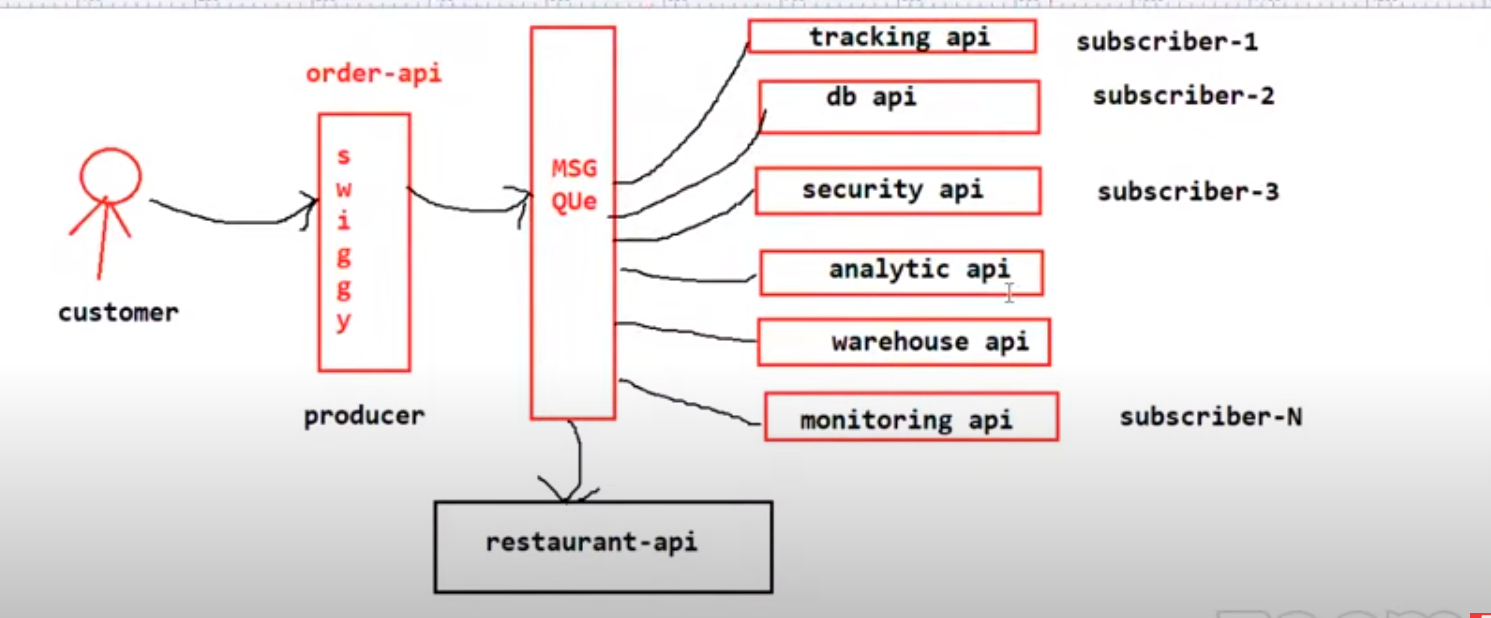 order-api
swiggy
customer
producer
MSG
QUe
tracking api
subscriber-1
db api
subscriber-2
security api
subscriber-3
analytic api
warehouse api
monitoring api
subscriber-N
restaurant-api